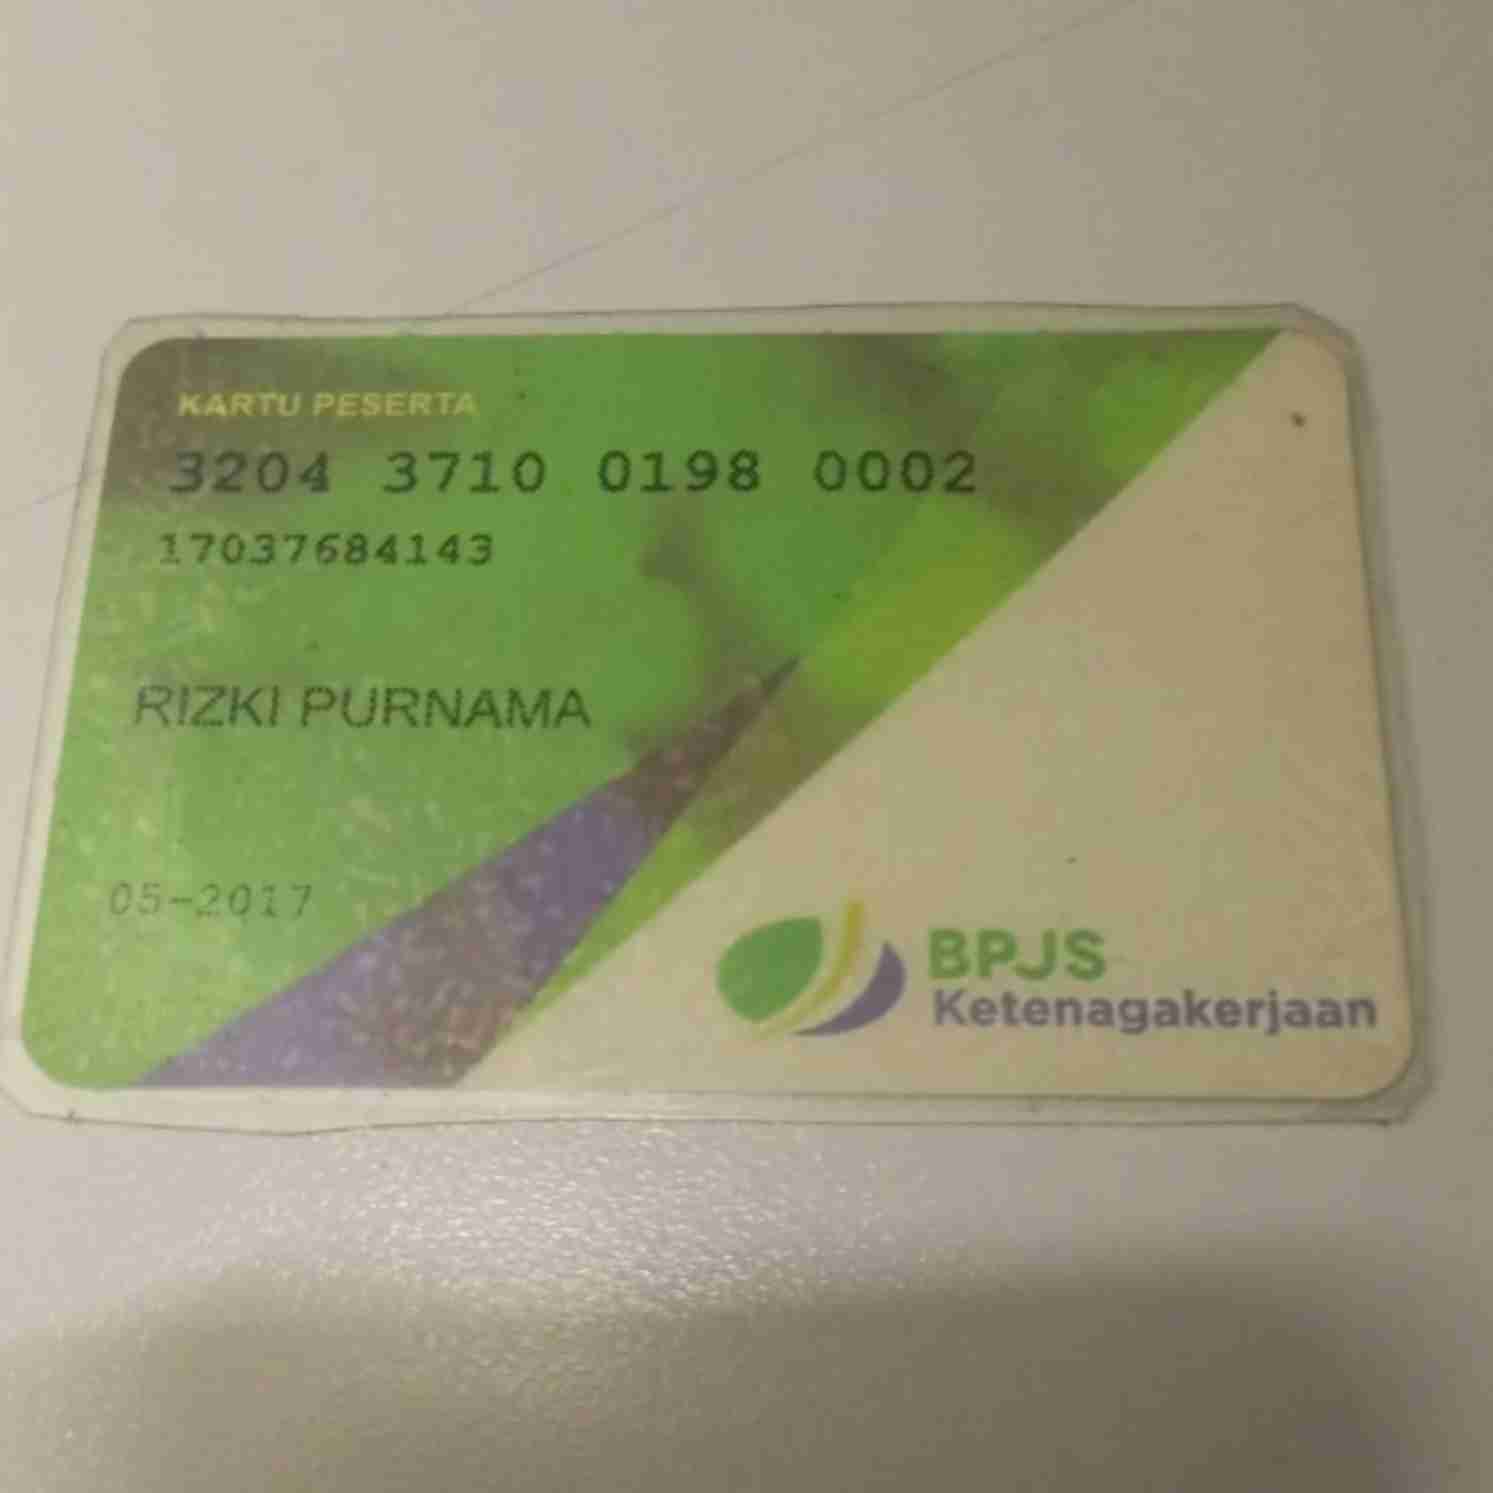 KARTU PESERTA
3204 3710 0198 0002
17037684143
RIZKI PURNAMA
05-2017
BPJS
Ketenagakerjaan